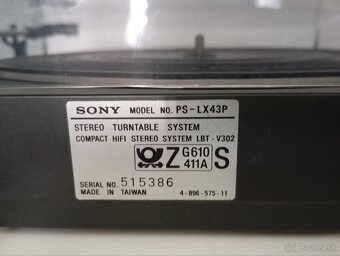 SONY MODEL NO. PS-LX43P
STEREO TURNTABLE SYSTEM
COMPACT HIFI STEREO SYSTEM LBT-V302
Z G610 S
411A
SERIAL NO. 515386
MADE IN TAIWAN 4-896-575-11